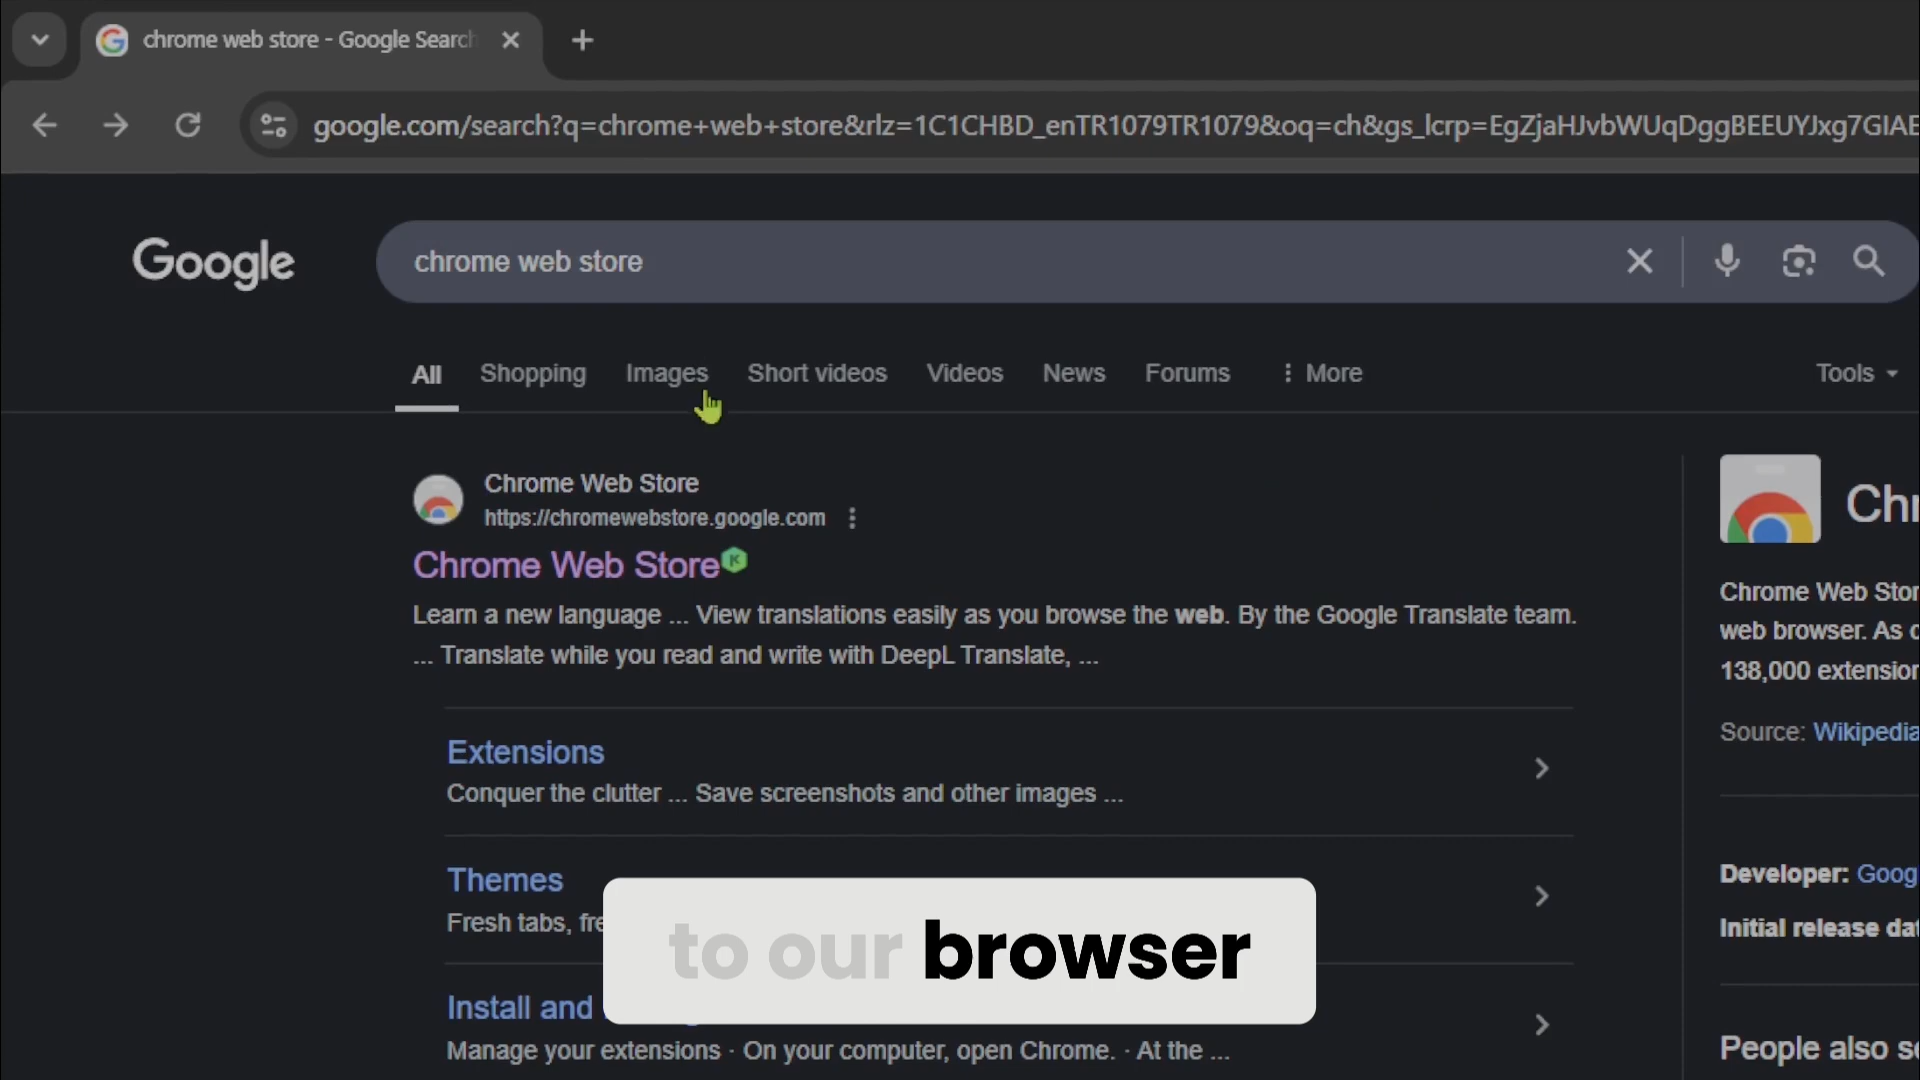 chrome web store - Google Search
google.com/search?q=chrome+web+store&rlz=1C1CHBD_enTR1079TR1079&oq=ch&gs_lcrp=EgZjaHJvbWUqDggBEEUYJxg7GIAE
Google
chrome web store
All Shopping Images Short videos Videos News Forums More Tools
Chrome Web Store
https://chromewebstore.google.com
Chrome Web Store
Learn a new language ... View translations easily as you browse the web. By the Google Translate team.
... Translate while you read and write with DeepL Translate, ...
Extensions
Conquer the clutter ... Save screenshots and other images ...
Themes
Fresh tabs, fre
Install and
Manage your extensions · On your computer, open Chrome. · At the ...
to our browser
Chr
Chrome Web Stor
web browser. As o
138,000 extension
Source: Wikipedia
Developer: Goog
Initial release dat
People also se